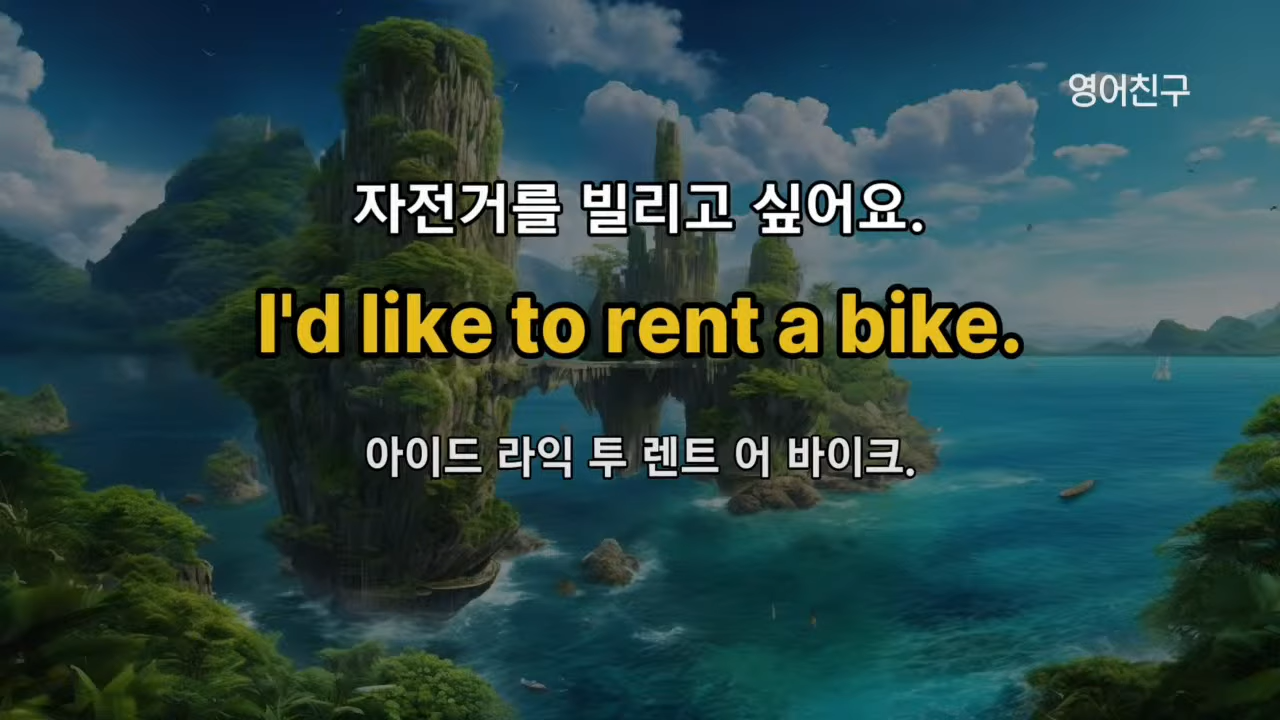 영어친구
자전거를 빌리고 싶어요.
I'd like to rent a bike.
아이드 라익 투 렌트 어 바이크.